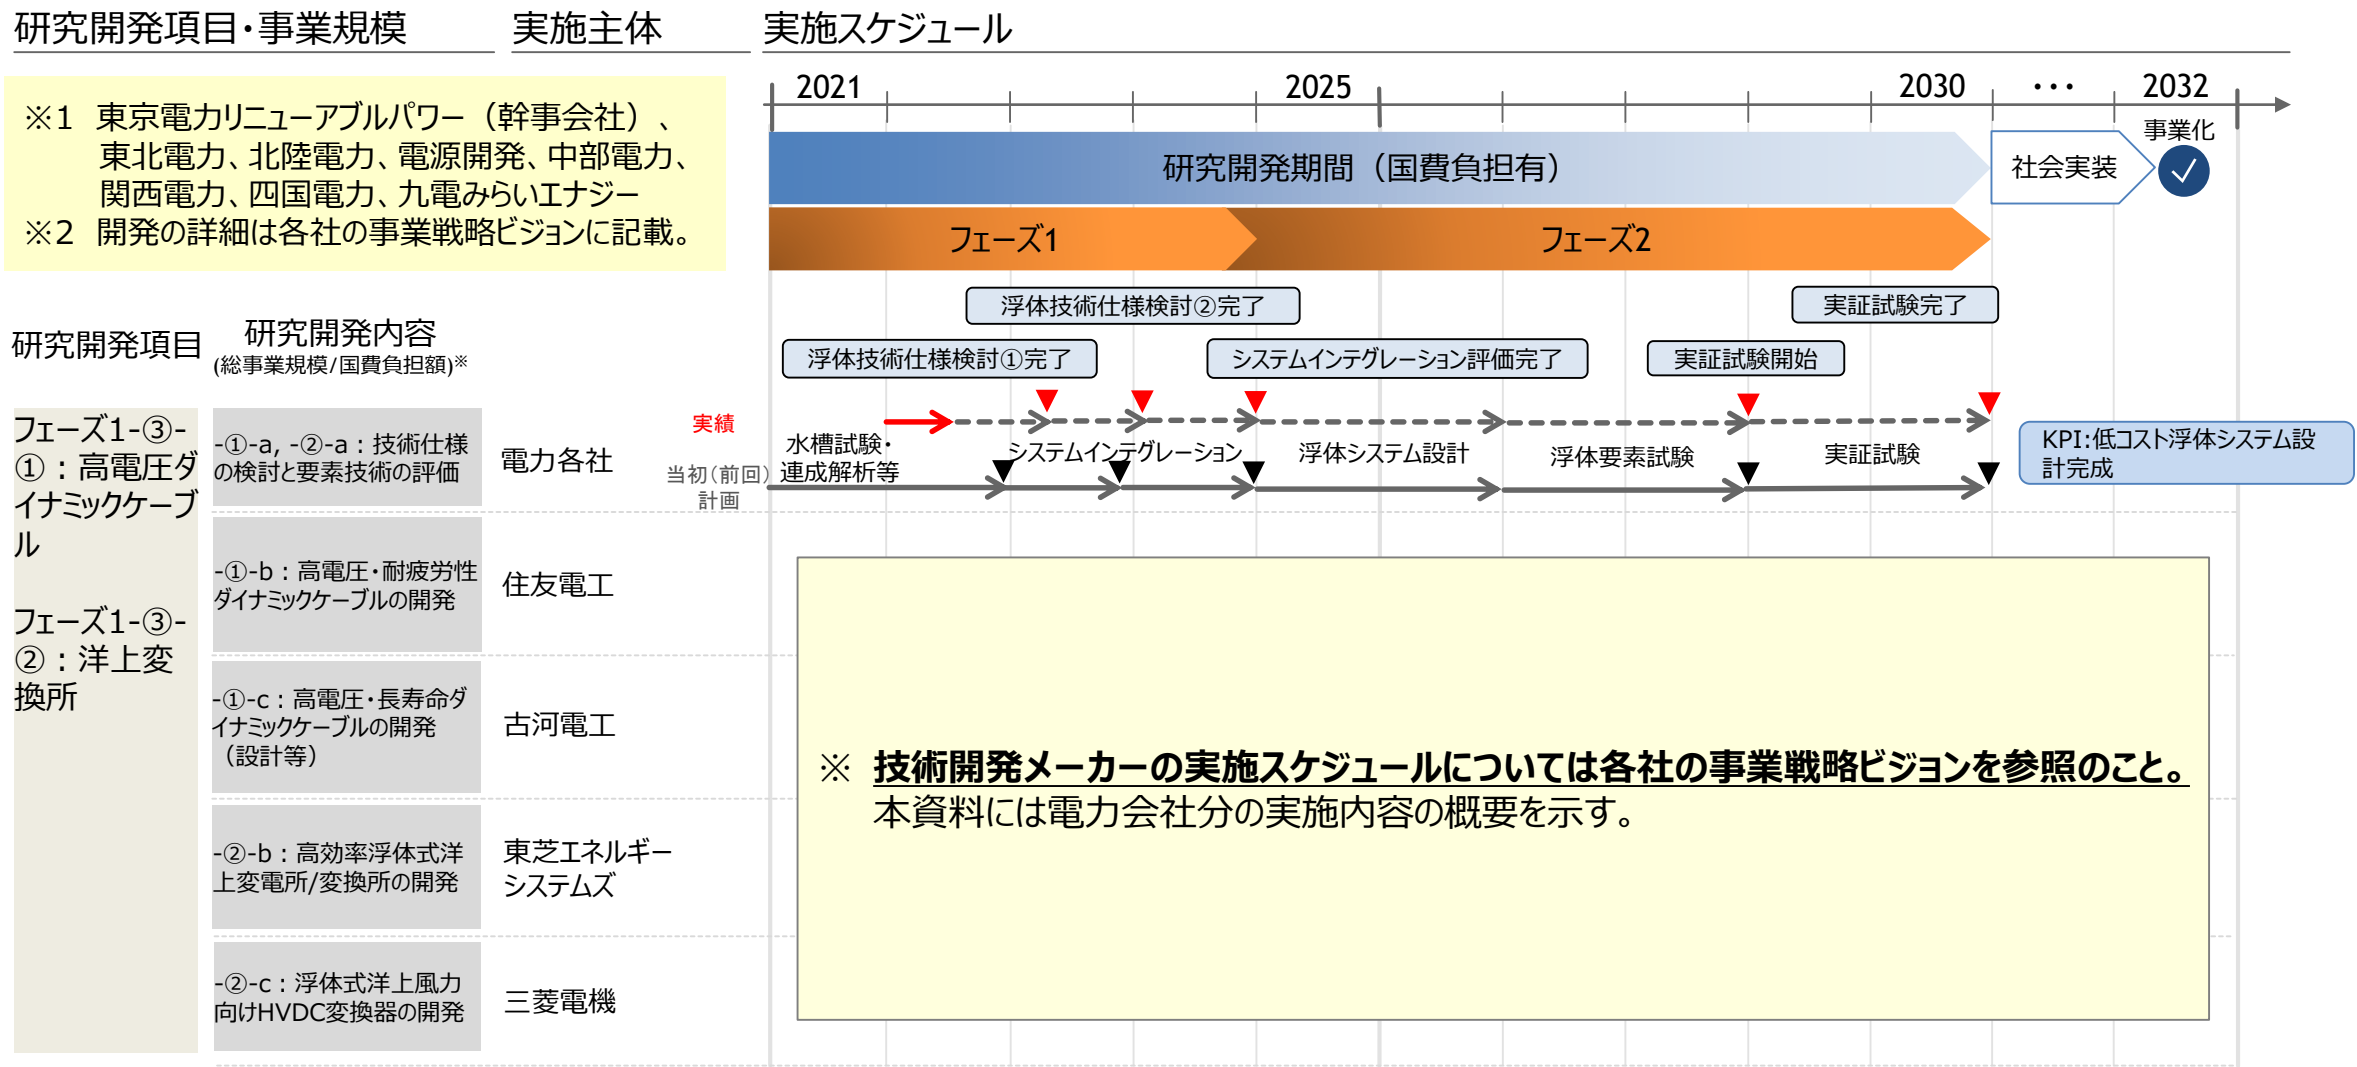 研究開発項目・事業規模
実施主体
実施スケジュール
※1 東京電力リニューアブルパワー（幹事会社）、
東北電力、北陸電力、電源開発、中部電力、
関西電力、四国電力、九電みらいエナジー
※2 開発の詳細は各社の事業戦略ビジョンに記載。
2021
2025
2030
・・・
2032
事業化
研究開発期間（国費負担有）
社会実装
フェーズ1
フェーズ2
浮体技術仕様検討②完了
実証試験完了
浮体技術仕様検討①完了
システムインテグレーション評価完了
実証試験開始
研究開発項目
研究開発内容
(総事業規模/国費負担額)※
フェーズ1-③-
①：高電圧ダ
イナミックケーブ
ル
フェーズ1-③-
②：洋上変
換所
-①-a, -②-a：技術仕様
の検討と要素技術の評価
電力各社
実績
当初（前回）
計画
水槽試験・
連成解析等
システムインテグレーション
浮体システム設計
浮体要素試験
実証試験
KPI:低コスト浮体システム設
計完成
-①-b：高電圧・耐疲労性
ダイナミックケーブルの開発
住友電工
-①-c：高電圧・長寿命ダ
イナミックケーブルの開発
（設計等）
古河電工
-②-b：高効率浮体式洋
上変電所/変換所の開発
東芝エネルギー
システムズ
-②-c：浮体式洋上風力
向けHVDC変換器の開発
三菱電機
※ 技術開発メーカーの実施スケジュールについては各社の事業戦略ビジョンを参照のこと。
本資料には電力会社分の実施内容の概要を示す。